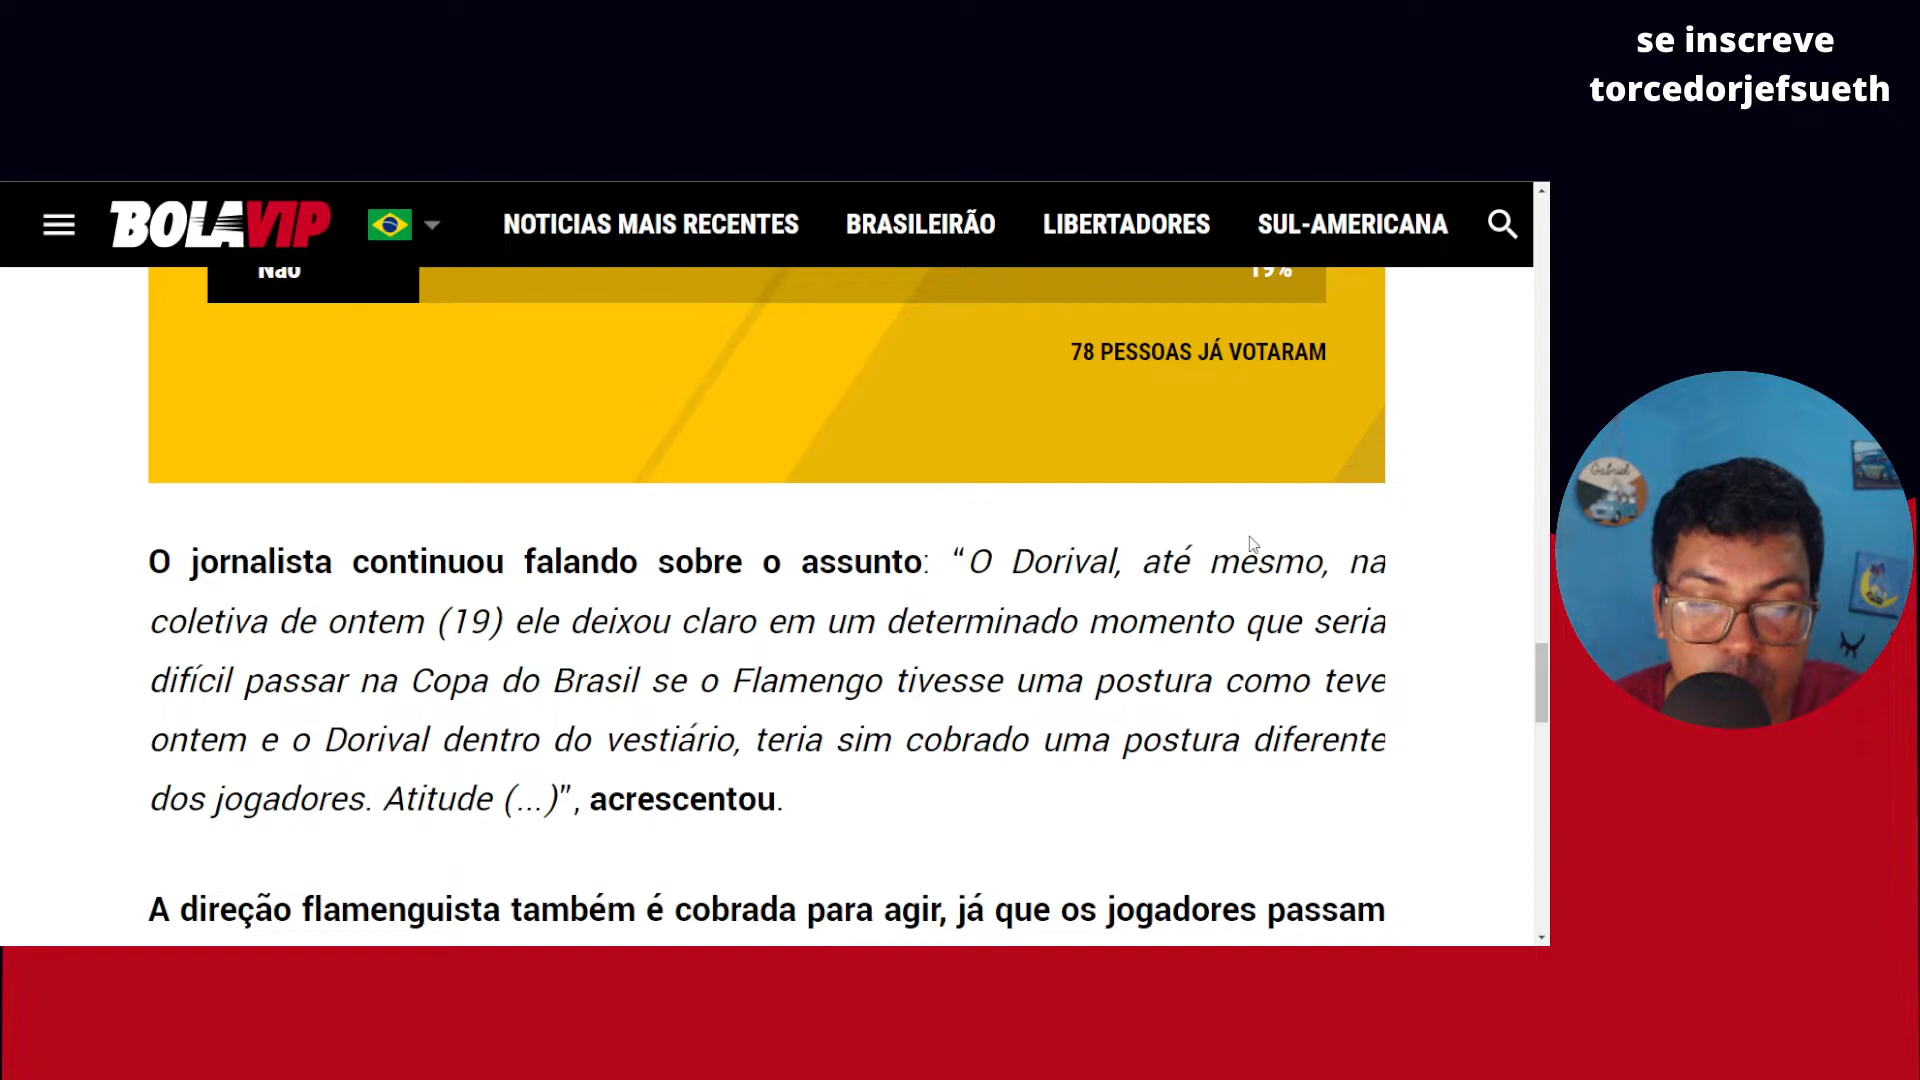 se inscreve
torcedorjefsueth
BOLAVIP
NOTICIAS MAIS RECENTES
BRASILEIRÃO
LIBERTADORES
SUL-AMERICANA
Não
19%
78 PESSOAS JÁ VOTARAM
O jornalista continuou falando sobre o assunto: “O Dorival, até mesmo, na
coletiva de ontem (19) ele deixou claro em um determinado momento que seria
difícil passar na Copa do Brasil se o Flamengo tivesse uma postura como teve
ontem e o Dorival dentro do vestiário, teria sim cobrado uma postura diferente
dos jogadores. Atitude (...)”, acrescentou.
A direção flamenguista também é cobrada para agir, já que os jogadores passam
Gabriel